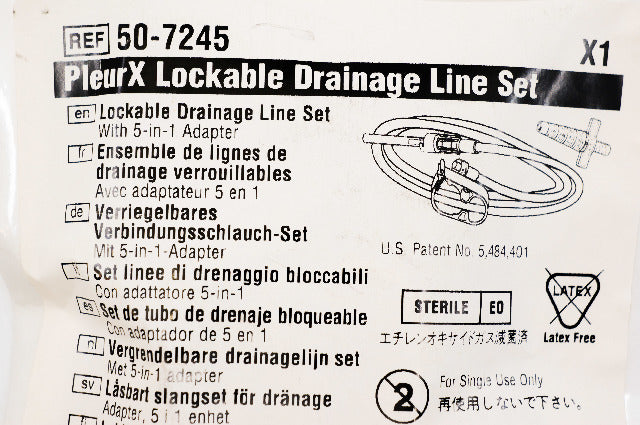 REF 50-7245
X1
PleurX Lockable Drainage Line Set
en Lockable Drainage Line Set
With 5-in-1 Adapter
fr Ensemble de lignes de
drainage verrouillables
Avec adaptateur 5 en 1
de Verriegelbares
Verbindungsschlauch-Set
Mit 5-in-1-Adapter
it Set linee di drenaggio bloccabili
Con adattatore 5-in-1
es Set de tubo de drenaje bloqueable
Con adaptador de 5 en 1
nl Vergrendelbare drainagelijn set
Met 5-in-1 adapter
sv Låsbart slangset för dränage
Adapter, 5 i 1 enhet
U.S. Patent No. 5,484,401
STERILE EO
エチレンオキサイドガス滅菌済
LATEX
Latex Free
2
For Single Use Only
再使用しないで下さい。